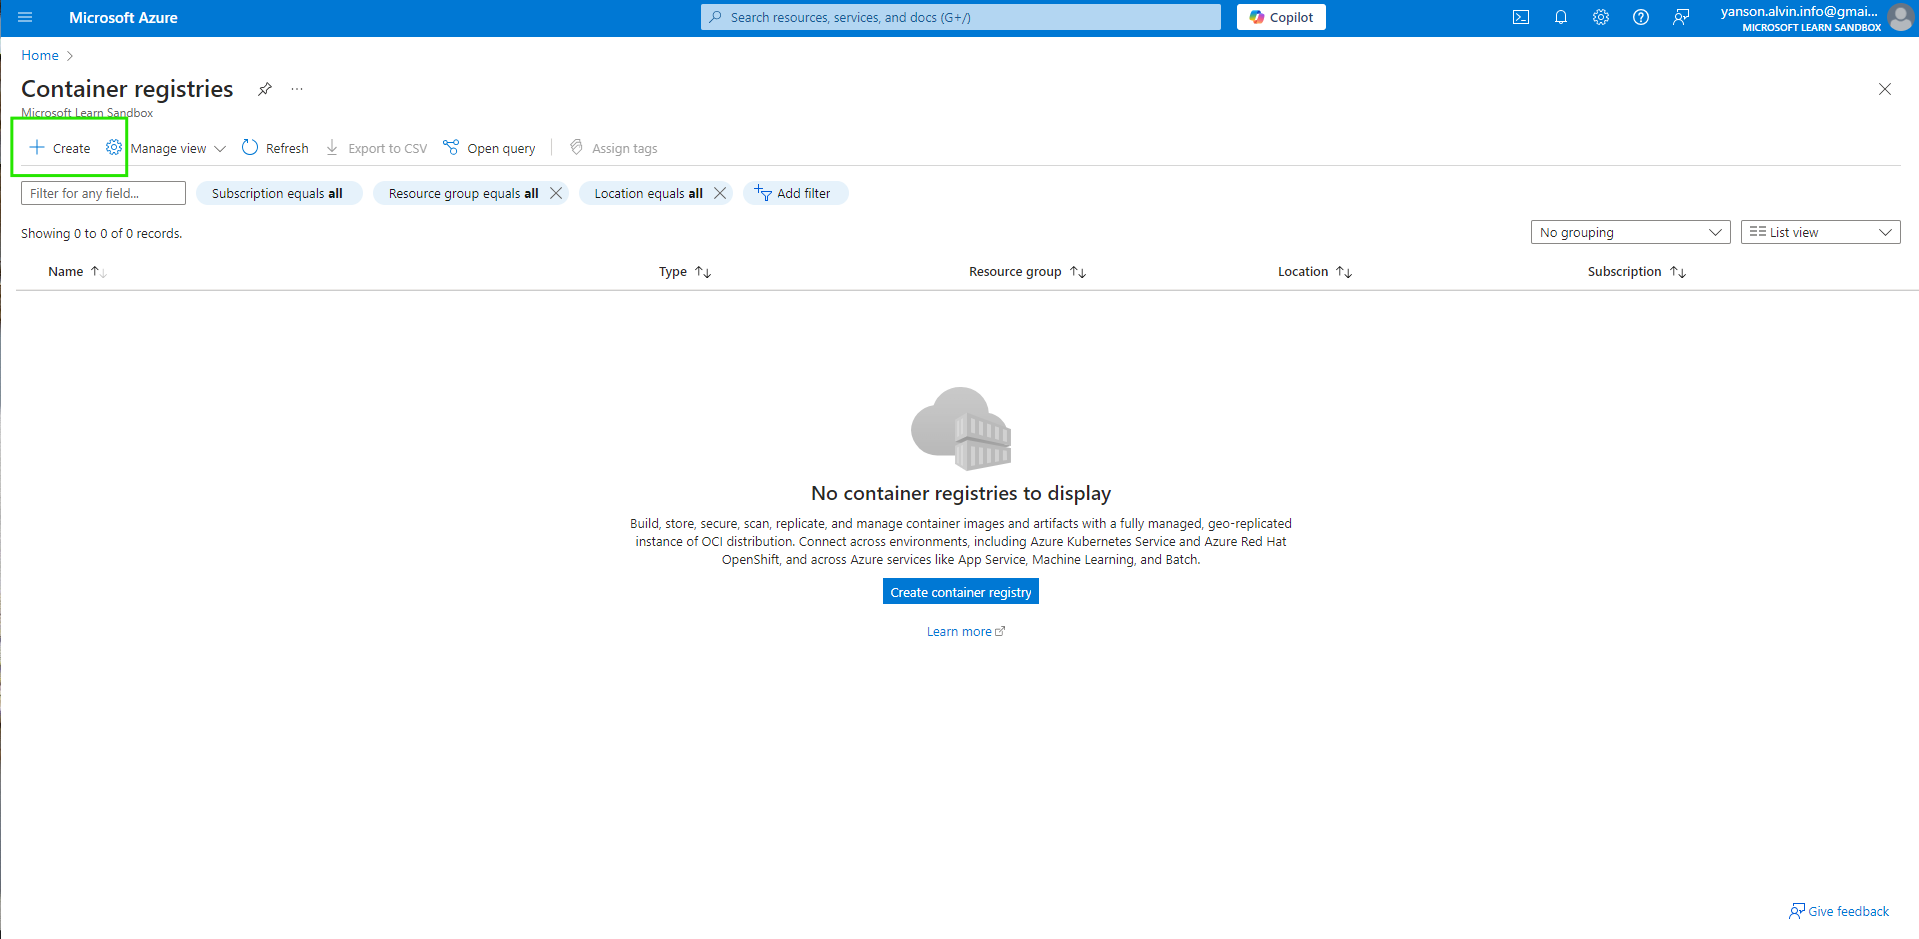 Microsoft Azure
Search resources, services, and docs (G+/)
Copilot
yanson.alvin.info@gmai...
MICROSOFT LEARN SANDBOX
Home
Container registries
...
Microsoft Learn Sandbox
Create
Manage view
Refresh
Export to CSV
Open query
Assign tags
Filter for any field...
Subscription equals all
Resource group equals all
Location equals all
Add filter
Showing 0 to 0 of 0 records.
No grouping
List view
Name
Type
Resource group
Location
Subscription
No container registries to display
Build, store, secure, scan, replicate, and manage container images and artifacts with a fully managed, geo-replicated
instance of OCI distribution. Connect across environments, including Azure Kubernetes Service and Azure Red Hat
OpenShift, and across Azure services like App Service, Machine Learning, and Batch.
Create container registry
Learn more
Give feedback